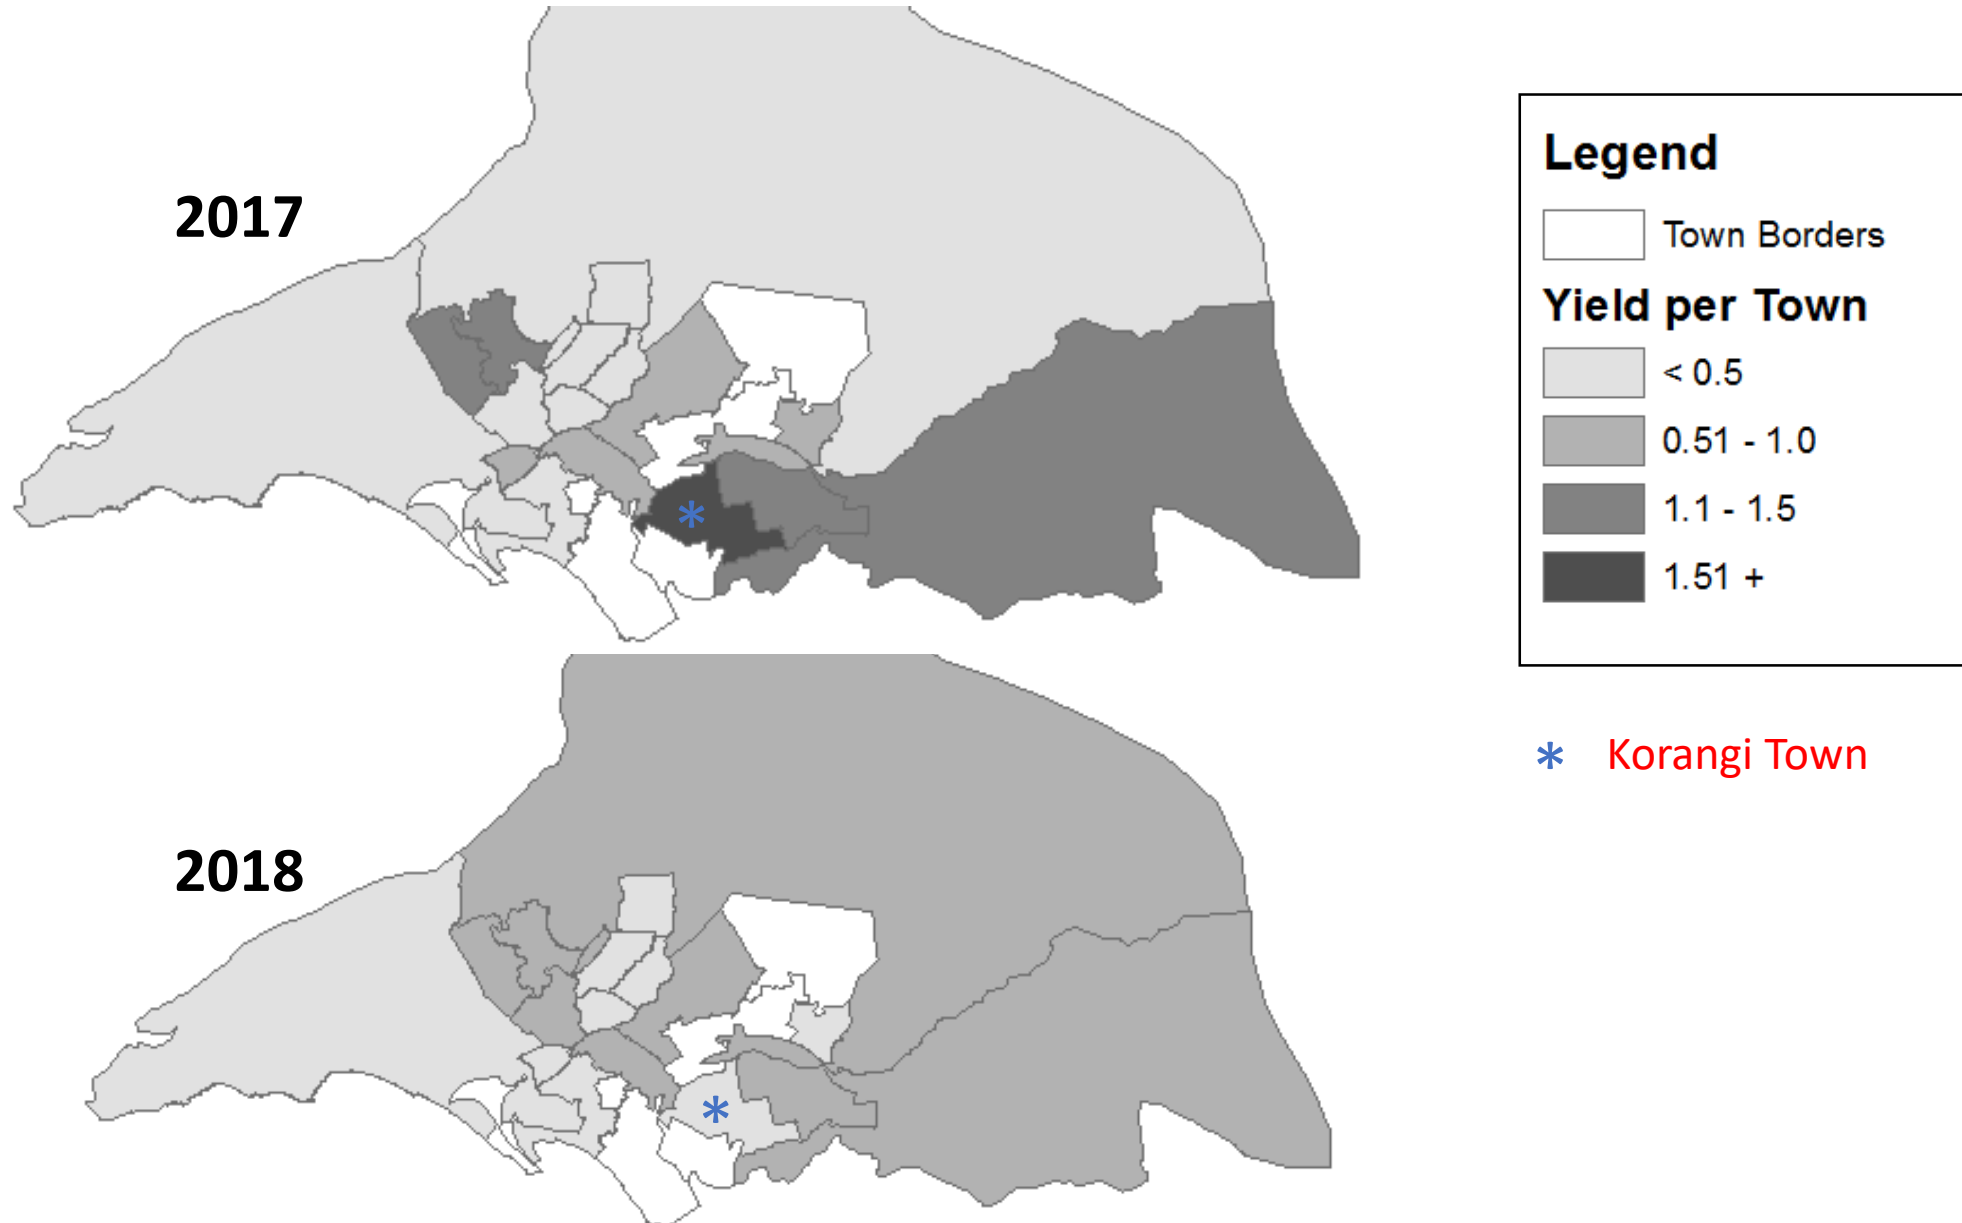 2017
Legend
Town Borders
Yield per Town
< 0.5
0.51 - 1.0
1.1 - 1.5
1.51 +
* Korangi Town
2018